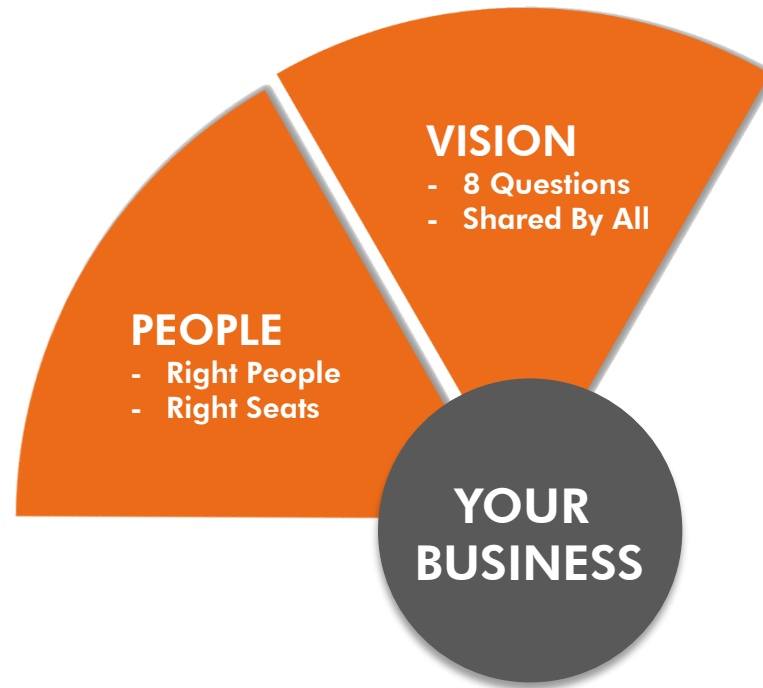 VISION
- 8 Questions
- Shared By All
PEOPLE
- Right People
- Right Seats
YOUR
BUSINESS